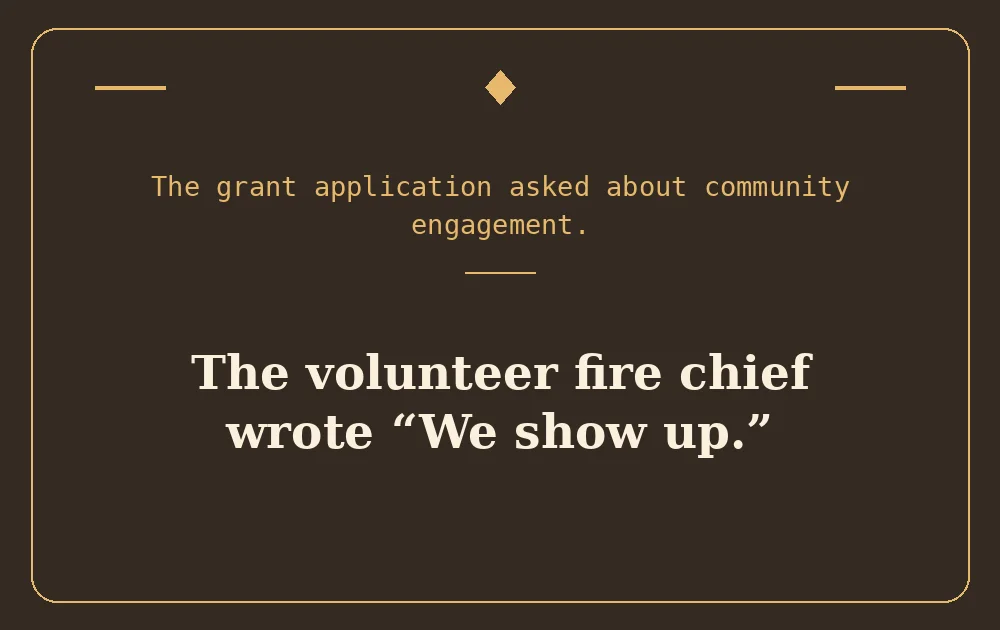 The grant application asked about community
engagement.
The volunteer fire chief
wrote “We show up.”